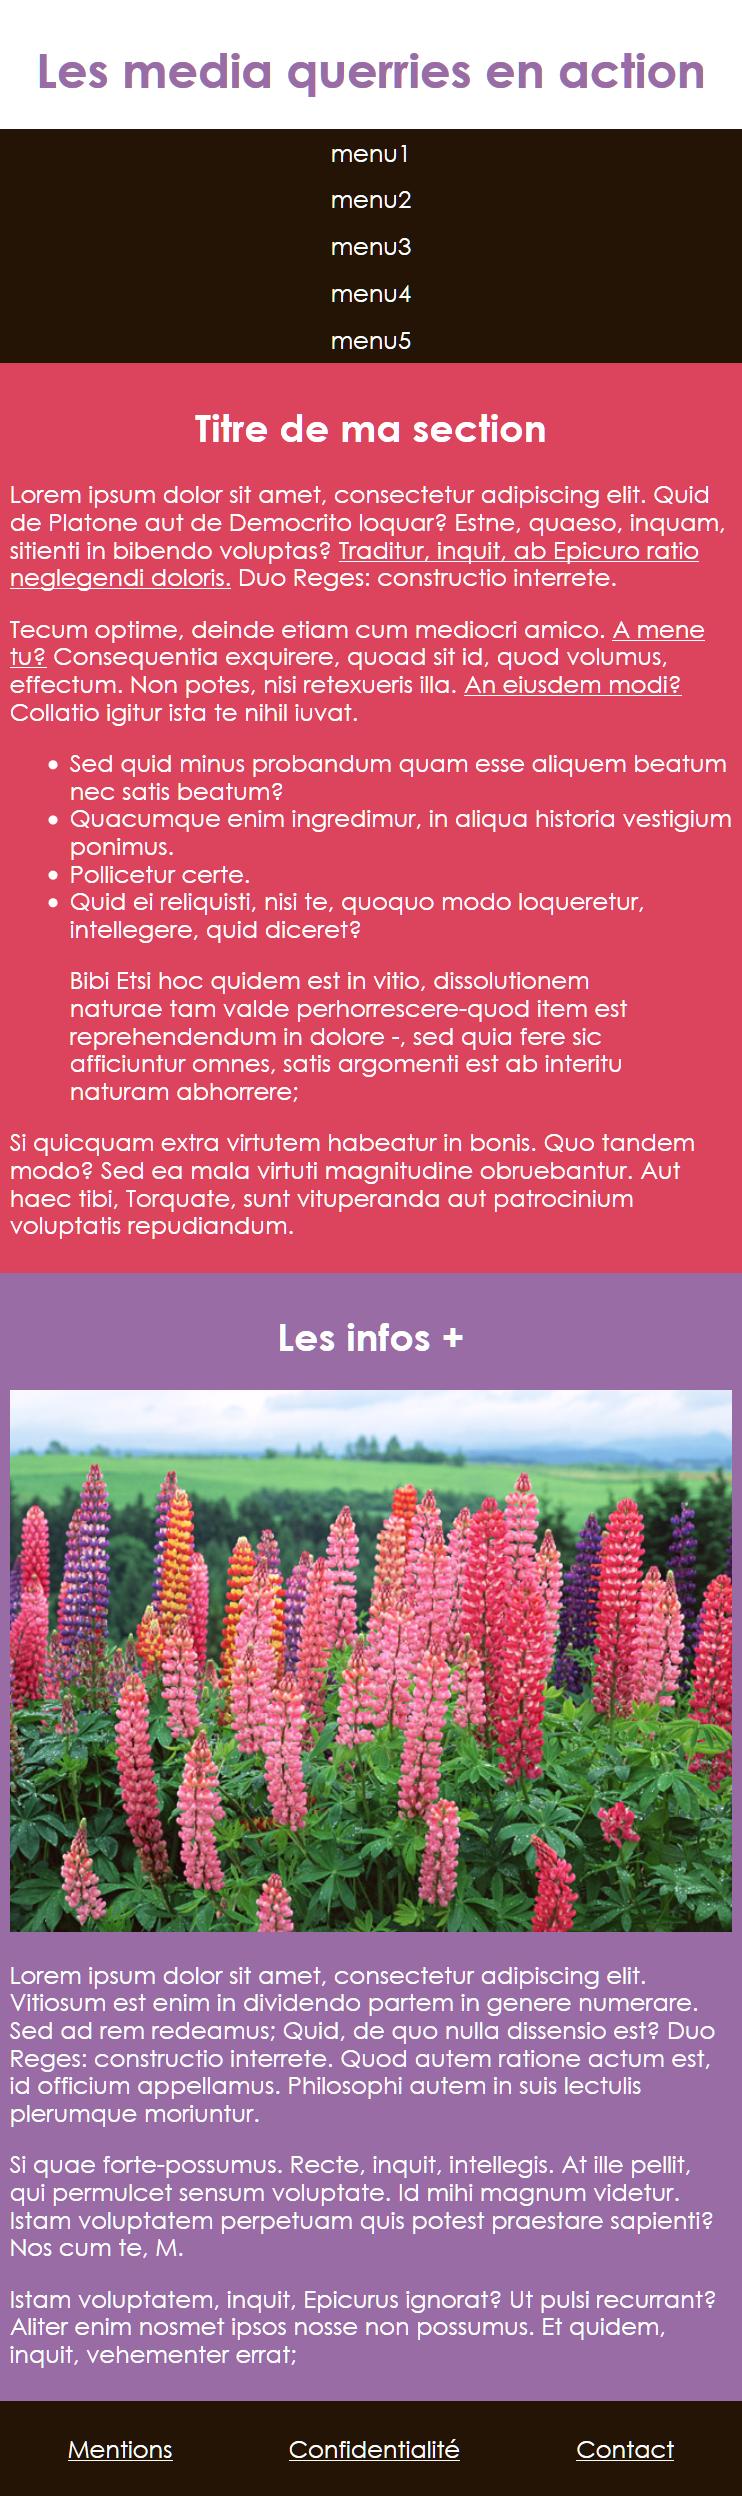 Les media querries en action
menu1
menu2
menu3
menu4
menu5
Titre de ma section
Lorem ipsum dolor sit amet, consectetur adipiscing elit. Quid
de Platone aut de Democrito loquar? Estne, quaeso, inquam,
sitienti in bibendo voluptas? Traditur, inquit, ab Epicuro ratio
neglegendi doloris. Duo Reges: constructio interrete.
Tecum optime, deinde etiam cum mediocri amico. A mene
tu? Consequentia exquirere, quoad sit id, quod volumus,
effectum. Non potes, nisi retexueris illa. An eiusdem modi?
Collatio igitur ista te nihil iuvat.
• Sed quid minus probandum quam esse aliquem beatum
nec satis beatum?
• Quacumque enim ingredimur, in aliqua historia vestigium
ponimus.
• Pollicetur certe.
• Quid ei reliquisti, nisi te, quoquo modo loqueretur,
intellegere, quid diceret?
Bibi Etsi hoc quidem est in vitio, dissolutionem
naturae tam valde perhorrescere-quod item est
reprehendendum in dolore -, sed quia fere sic
afficiuntur omnes, satis argomenti est ab interitu
naturam abhorrere;
Si quicquam extra virtutem habeatur in bonis. Quo tandem
modo? Sed ea mala virtuti magnitudine obruebantur. Aut
haec tibi, Torquate, sunt vituperanda aut patrocinium
voluptatis repudiandum.
Les infos +
Lorem ipsum dolor sit amet, consectetur adipiscing elit.
Vitiosum est enim in dividendo partem in genere numerare.
Sed ad rem redeamus; Quid, de quo nulla dissensio est? Duo
Reges: constructio interrete. Quod autem ratione actum est,
id officium appellamus. Philosophi autem in suis lectulis
plerumque moriuntur.
Si quae forte-possumus. Recte, inquit, intellegis. At ille pellit,
qui permulcet sensum voluptate. Id mihi magnum videtur.
Istam voluptatem perpetuam quis potest praestare sapienti?
Nos cum te, M.
Istam voluptatem, inquit, Epicurus ignorat? Ut pulsi recurrant?
Aliter enim nosmet ipsos nosse non possumus. Et quidem,
inquit, vehementer errat;
Mentions Confidentialité Contact